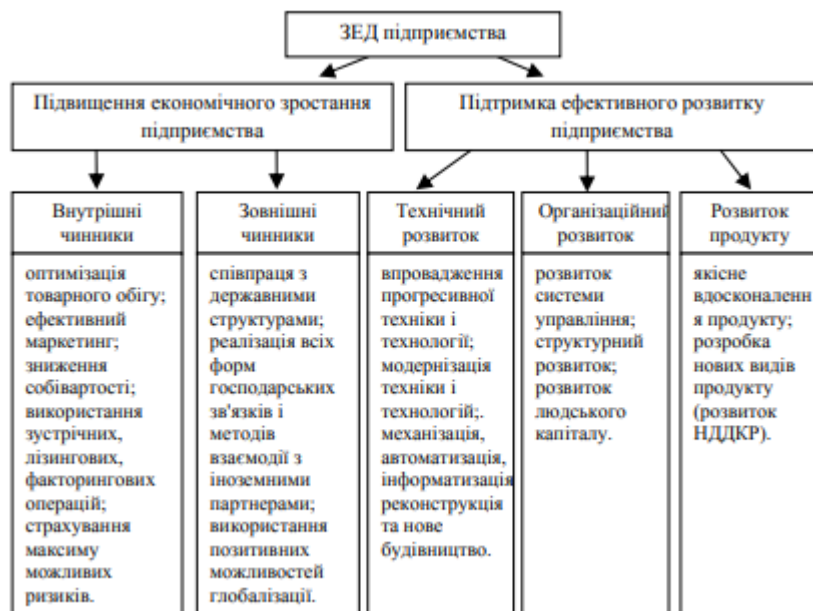 ЗЕД підприємства
Підвищення економічного зростання
підприємства
Підтримка ефективного розвитку
підприємства
Внутрішні
чинники
оптимізація
товарного обігу;
ефективний
маркетинг;
зниження
собівартості;
використання
зустрічних,
лізингових,
факторингових
операцій;
страхування
максиму
можливих
ризиків.
Зовнішні
чинники
співпраця з
державними
структурами;
реалізація всіх
форм
господарських
зв'язків і
методів
взаємодії з
іноземними
партнерами;
використання
позитивних
можливостей
глобалізації.
Технічний
розвиток
впровадження
прогресивної
техніки і
технології;
модернізація
техніки і
технологій;.
механізація,
автоматизація,
інформатизація
реконструкція
та нове
будівництво.
Організаційний
розвиток
розвиток
системи
управління;
структурний
розвиток;
розвиток
людського
капіталу.
Розвиток
продукту
якісне
вдосконаленн
я продукту;
розробка
нових видів
продукту
(розвиток
НДДКР).